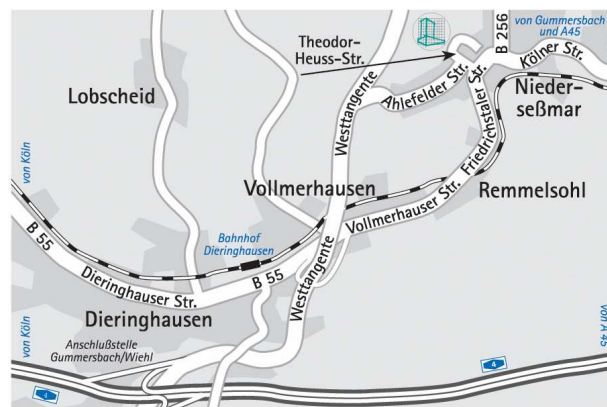 von Gummersbach
und A45
B 256
Theodor-
Heuss-Str.
Kölner Str.
Ahlefelder Str.
Nieder-
seßmar
Lobscheid
Westtangente
Friedrichstaler Str.
von Köln
Vollmerhausen
Remmelsohl
Vollmerhauser Str.
B 55
Bahnhof
Dieringhausen
B 55
Dieringhauser Str.
Westtangente
Dieringhausen
von Köln
Anschlußstelle
Gummersbach/Wiehl
von A 45
4
4